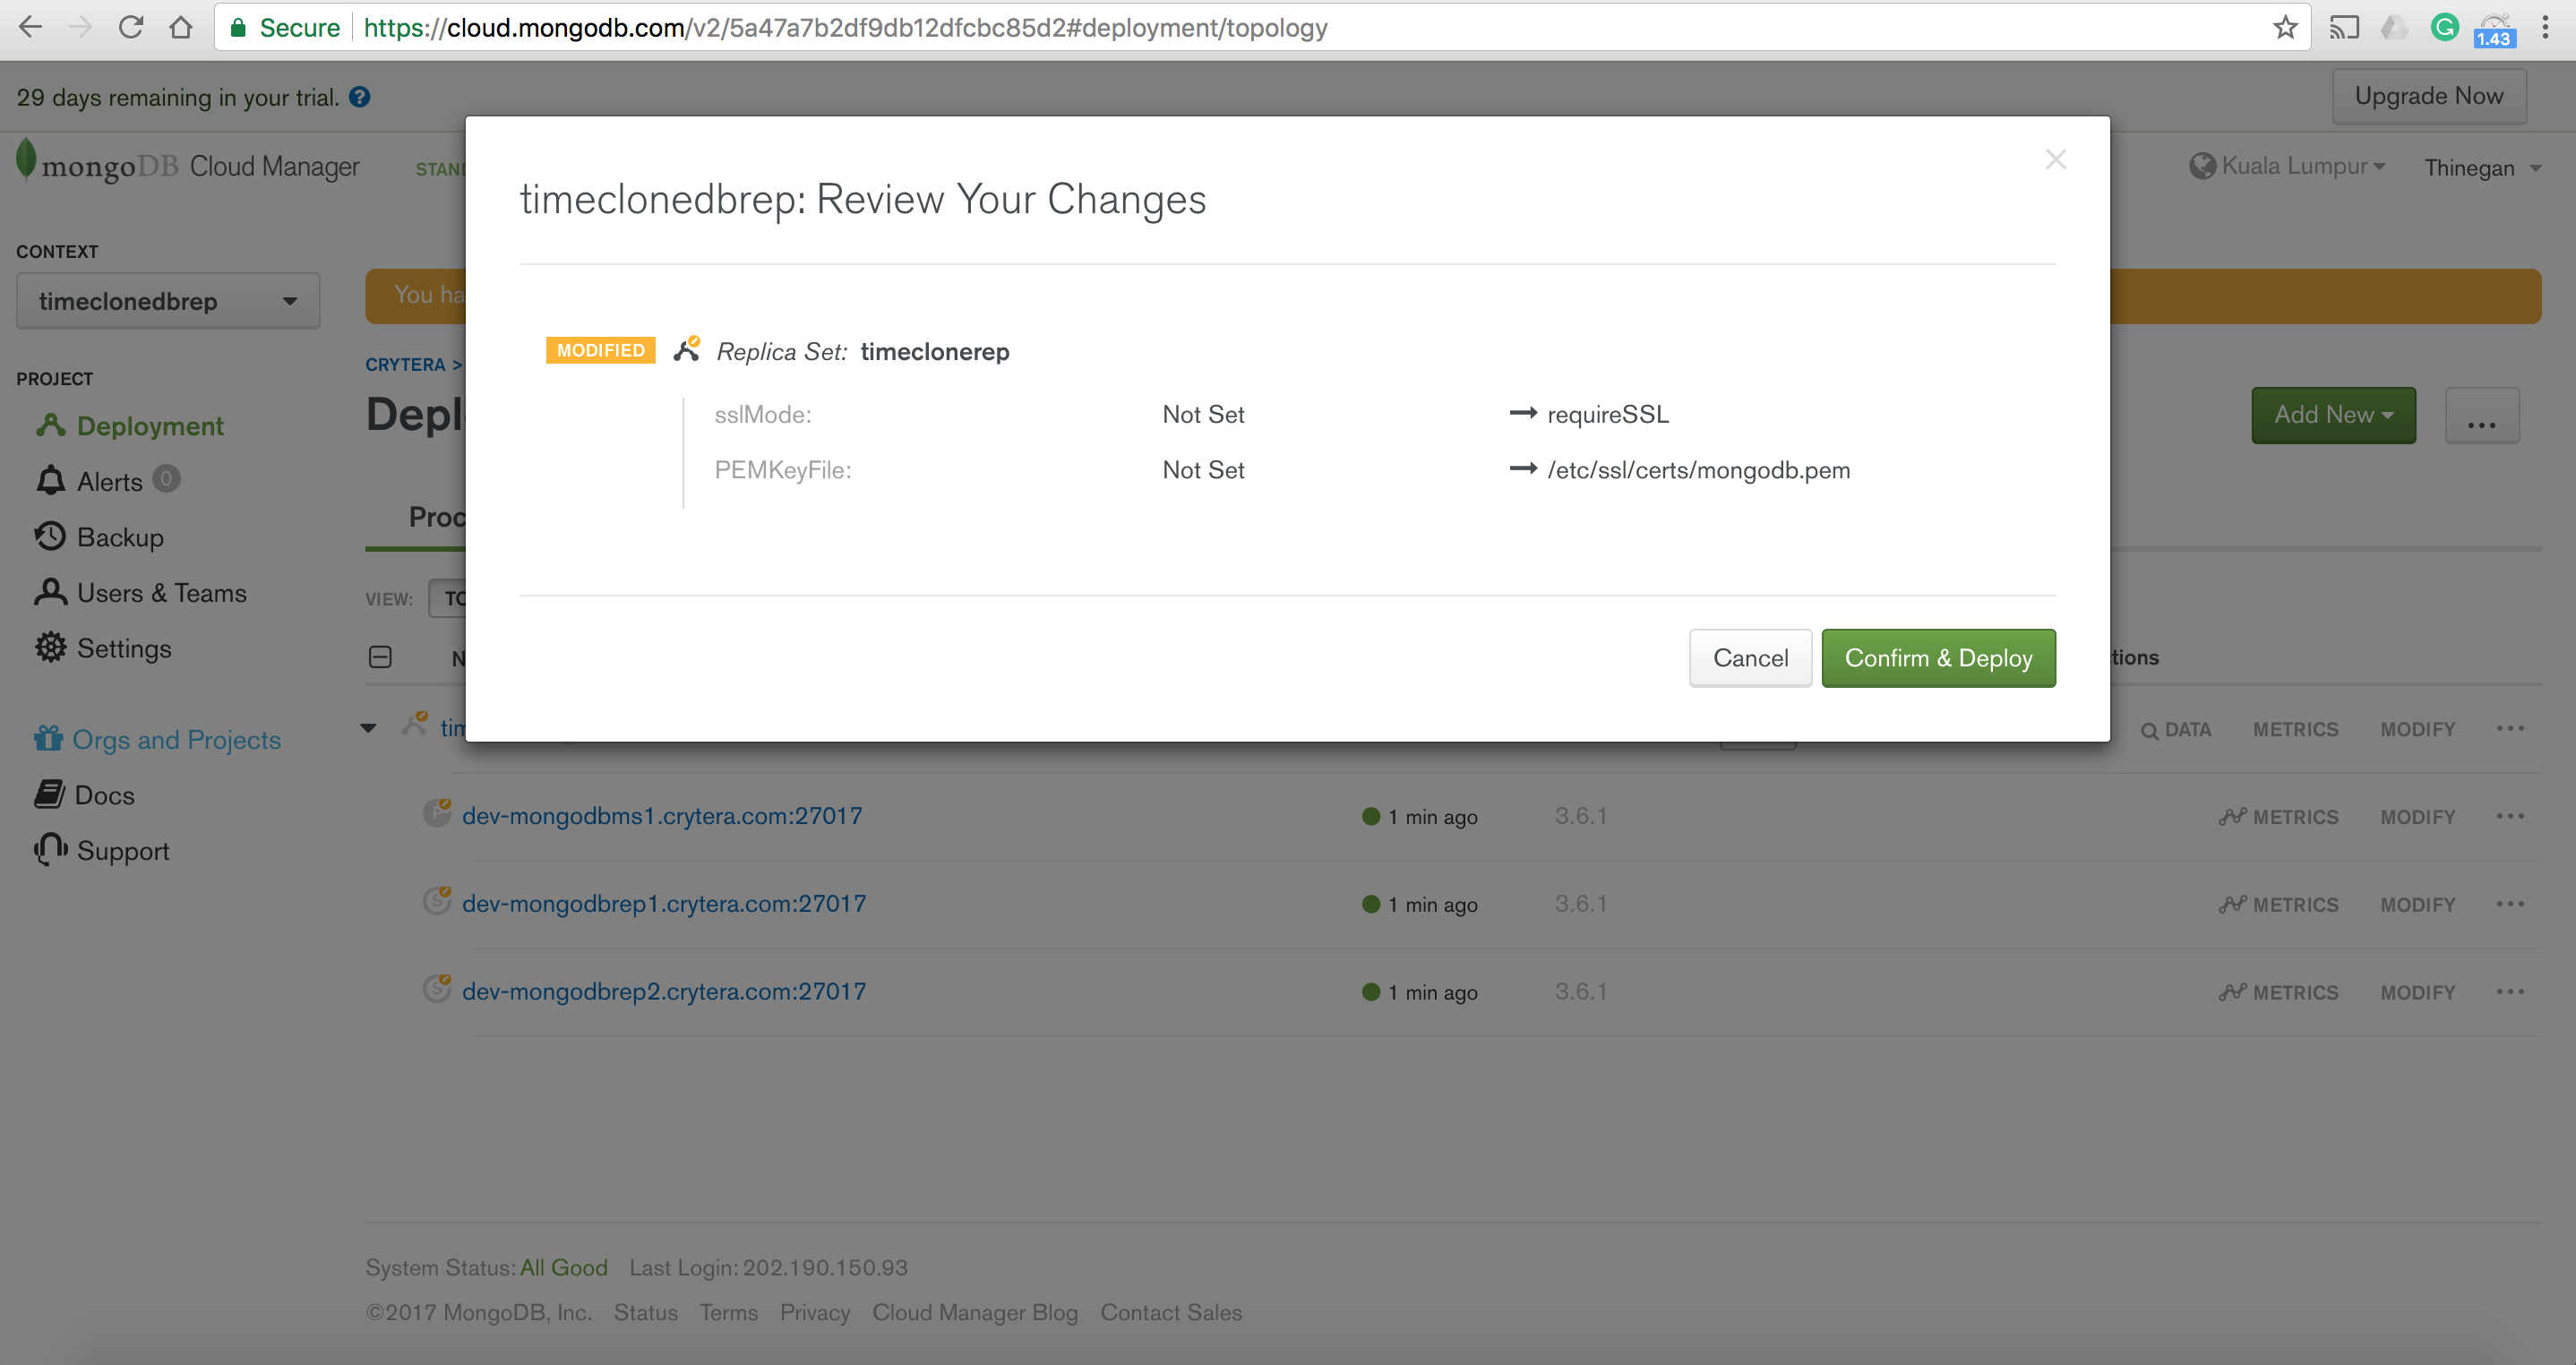 Secure https://cloud.mongodb.com/v2/5a47a7b2df9db12dfcbc85d2#deployment/topology
1.43
29 days remaining in your trial. ?
Upgrade Now
mongoDB Cloud Manager
STAND
Kuala Lumpur
Thinegan
timeclonedbrep: Review Your Changes
CONTEXT
timeclonedbrep
You ha
MODIFIED Replica Set: timeclonerep
CRYTERA >
PROJECT
sslMode: Not Set → requireSSL
Depl
Add New
...
Deployment
PEMKeyFile: Not Set → /etc/ssl/certs/mongodb.pem
Alerts 0
Proc
Backup
Users & Teams
VIEW: TO
Settings
Cancel
Confirm & Deploy
N
tions
Orgs and Projects
tim
DATA METRICS MODIFY ...
Docs
P dev-mongodbms1.crytera.com:27017 1 min ago 3.6.1 METRICS MODIFY ...
Support
S dev-mongodbrep1.crytera.com:27017 1 min ago 3.6.1 METRICS MODIFY ...
S dev-mongodbrep2.crytera.com:27017 1 min ago 3.6.1 METRICS MODIFY ...
System Status: All Good Last Login: 202.190.150.93
©2017 MongoDB, Inc. Status Terms Privacy Cloud Manager Blog Contact Sales